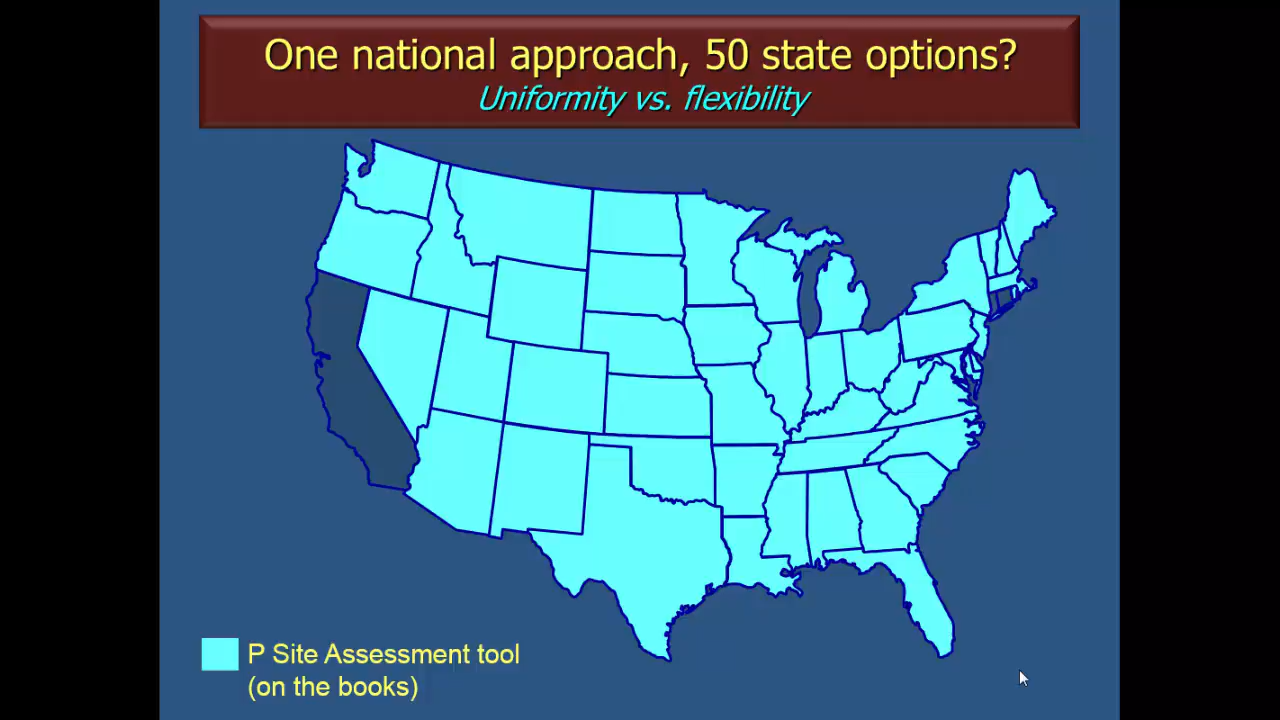 One national approach, 50 state options?
Uniformity vs. flexibility
P Site Assessment tool
(on the books)